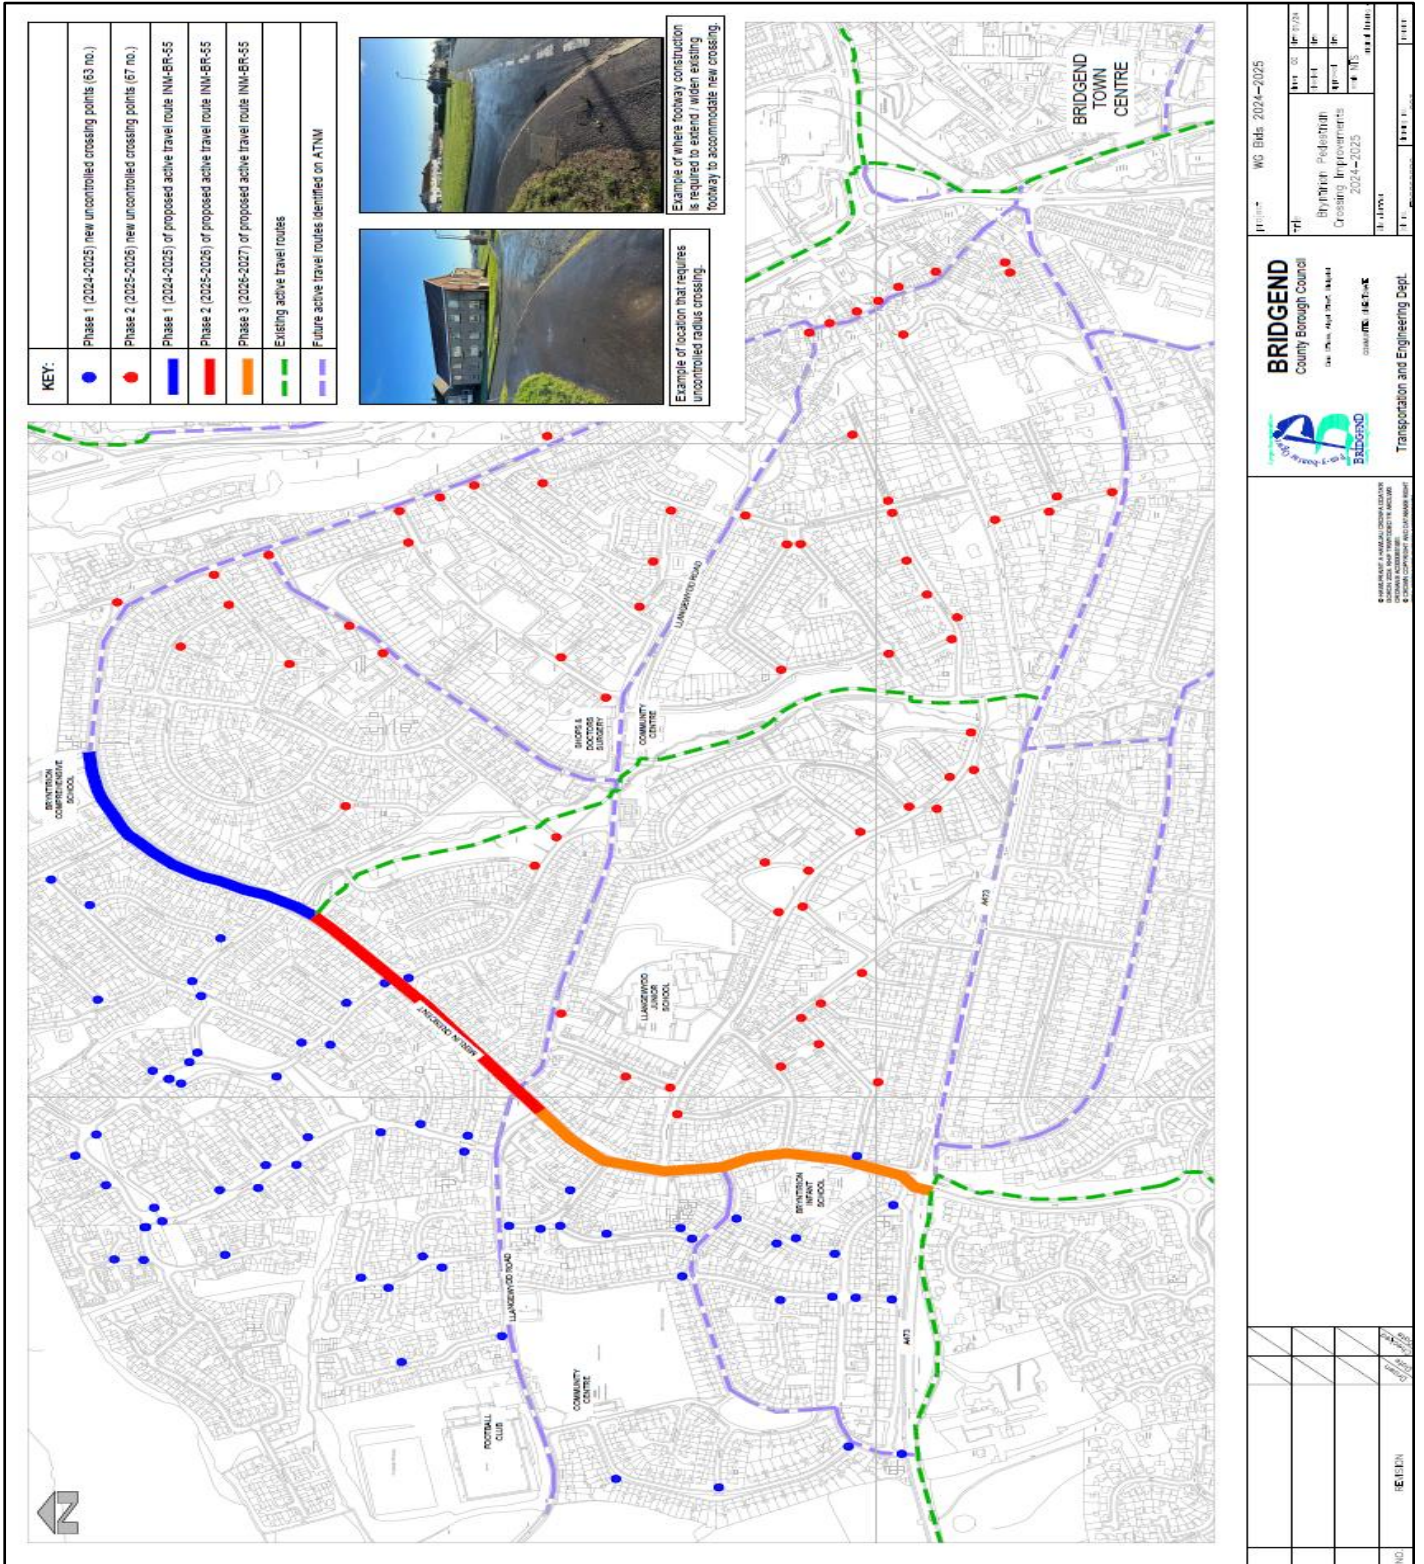 KEY:
Phase 1 (2024-2025) new uncontrolled crossing points (63 no.)
Phase 2 (2025-2026) new uncontrolled crossing points (67 no.)
Phase 1 (2024-2025) of proposed active travel route INM-BR-55
Phase 2 (2025-2026) of proposed active travel route INM-BR-55
Phase 3 (2026-2027) of proposed active travel route INM-BR-55
Existing active travel routes
Future active travel routes identified on ATNM
Example of location that requires
uncontrolled radius crossing.
Example of where footway construction
is required to extend / widen existing
footway to accommodate new crossing.
BRIDGEND
TOWN
CENTRE
BRYNTIRION
COMPREHENSIVE
SCHOOL
SHOPS &
DOCTORS
SURGERY
COMMUNITY
CENTRE
LLANGEWYDD ROAD
MERLIN CRESCENT
LLANGEWYDD
JUNIOR
SCHOOL
A473
BRYNTIRION
INFANT
SCHOOL
LLANGEWYDD ROAD
COMMUNITY
CENTRE
FOOTBALL
CLUB
A473
N
project
WG Bids 2024-2025
title
Bryntirion Pedestrian
Crossing Improvements
2024-2025
01/24
NTS
BRIDGEND
County Borough Council
BRIDGEND
Transportation and Engineering Dept.
NO.
REVISION